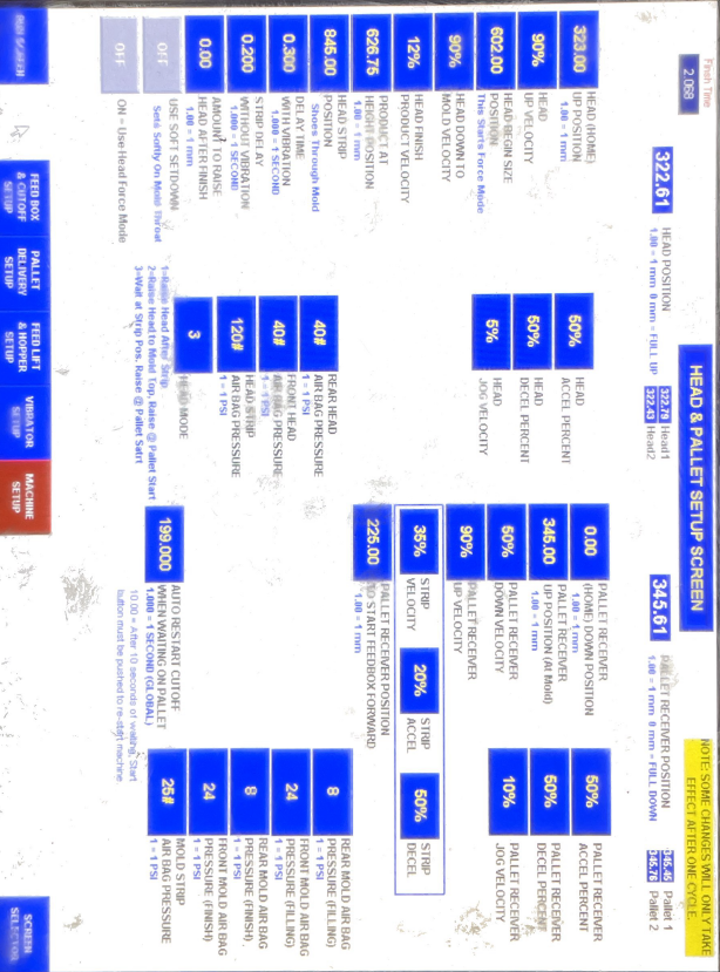 Finsh Time
2.068
HEAD & PALLET SETUP SCREEN
NOTE: SOME CHANGES WILL ONLY TAKE
EFFECT AFTER ONE CYCLE.
322.61
HEAD POSITION
1.00 = 1 mm 0 mm = FULL UP
322.79 Head1
322.43 Head2
345.61
PALLET RECEIVER POSITION
1.00 = 1 mm 0 mm = FULL DOWN
345.45 Pallet 1
345.76 Pallet 2
323.00
HEAD (HOME)
UP POSITION
1.00 = 1 mm
90%
HEAD
UP VELOCITY
602.00
HEAD BEGIN SIZE
POSITION
This Starts Force Mode
90%
HEAD DOWN TO
MOLD VELOCITY
12%
HEAD FINISH
PRODUCT VELOCITY
626.75
PRODUCT AT
HEIGHT POSITION
1.00 = 1 mm
845.00
HEAD STRIP
POSITION
Shoes Through Mold
0.300
DELAY TIME
WITH VIBRATION
1.000 = 1 SECOND
0.200
STRIP DELAY
WITHOUT VIBRATION
1.000 = 1 SECOND
0.00
AMOUNT TO RAISE
HEAD AFTER FINISH
1.00 = 1 mm
OFF
USE SOFT SETDOWN
Sets Softly On Mold Throat
OFF
ON = Use Head Force Mode
50%
HEAD
ACCEL PERCENT
50%
HEAD
DECEL PERCENT
5%
HEAD
JOG VELOCITY
40#
REAR HEAD
AIR BAG PRESSURE
1 = 1 PSI
40#
FRONT HEAD
AIR BAG PRESSURE
1 = 1 PSI
120#
HEAD STRIP
AIR BAG PRESSURE
1 = 1 PSI
3
HEAD MODE
1=Raise Head After Strip
2=Raise Head to Mold Top, Raise @ Pallet Start
3=Wait at Strip Pos. Raise @ Pallet Satrt
0.00
PALLET RECEIVER
(HOME) DOWN POSITION
1.00 = 1 mm
345.00
PALLET RECEIVER
UP POSITION (At Mold)
1.00 = 1 mm
50%
PALLET RECEIVER
DOWN VELOCITY
90%
PALLET RECEIVER
UP VELOCITY
35%
STRIP
VELOCITY
20%
STRIP
ACCEL
50%
STRIP
DECEL
225.00
PALLET RECEIVER POSITION
TO START FEEDBOX FORWARD
1.00 = 1 mm
199.000
AUTO RESTART CUTOFF
WHEN WAITING ON PALLET
1.000 = 1 SECOND (GLOBAL)
10.00 = After 10 seconds of waiting, Start
button must be pushed to re-start machine
50%
PALLET RECEIVER
ACCEL PERCENT
50%
PALLET RECEIVER
DECEL PERCENT
10%
PALLET RECEIVER
JOG VELOCITY
8
REAR MOLD AIR BAG
PRESSURE (FILLING)
1 = 1 PSI
24
FRONT MOLD AIR BAG
PRESSURE (FILLING)
1 = 1 PSI
8
REAR MOLD AIR BAG
PRESSURE (FINISH)
1 = 1 PSI
24
FRONT MOLD AIR BAG
PRESSURE (FINISH)
1 = 1 PSI
25#
MOLD STRIP
AIR BAG PRESSURE
1 = 1 PSI
RUN SCREEN
FEED BOX
& CUTOFF
SETUP
PALLET
DELIVERY
SETUP
FEED LIFT
& HOPPER
SETUP
VIBRATOR
SETUP
MACHINE
SETUP
SCREEN
SELECTOR